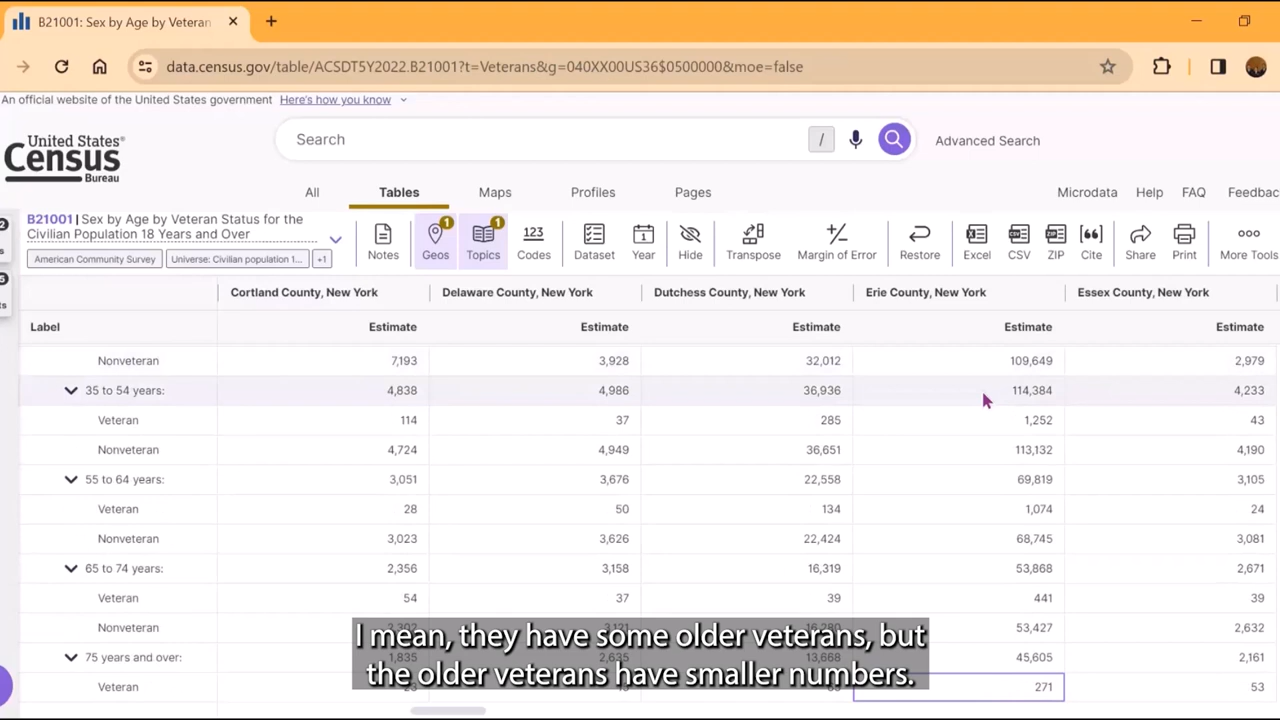 B21001: Sex by Age by Veteran
data.census.gov/table/ACSDT5Y2022.B21001?t=Veterans&g=040XX00US36$0500000&moe=false
An official website of the United States government Here's how you know
United States®
Census
Bureau
Search / Advanced Search
All Tables Maps Profiles Pages Microdata Help FAQ Feedbac
B21001 | Sex by Age by Veteran Status for the
Civilian Population 18 Years and Over
American Community Survey Universe: Civilian population 1... +1
Notes 1 Geos 1 Topics 123 Codes Dataset 1 Year Hide Transpose Margin of Error Restore Excel CSV ZIP Cite Share Print More Tools
Cortland County, New York Delaware County, New York Dutchess County, New York Erie County, New York Essex County, New York
Label Estimate Estimate Estimate Estimate Estimate
Nonveteran 7,193 3,928 32,012 109,649 2,979
35 to 54 years: 4,838 4,986 36,936 114,384 4,233
Veteran 114 37 285 1,252 43
Nonveteran 4,724 4,949 36,651 113,132 4,190
55 to 64 years: 3,051 3,676 22,558 69,819 3,105
Veteran 28 50 134 1,074 24
Nonveteran 3,023 3,626 22,424 68,745 3,081
65 to 74 years: 2,356 3,158 16,319 53,868 2,671
Veteran 54 37 39 441 39
Nonveteran 53,427 2,632
75 years and over: 45,605 2,161
Veteran 271 53
I mean, they have some older veterans, but
the older veterans have smaller numbers.